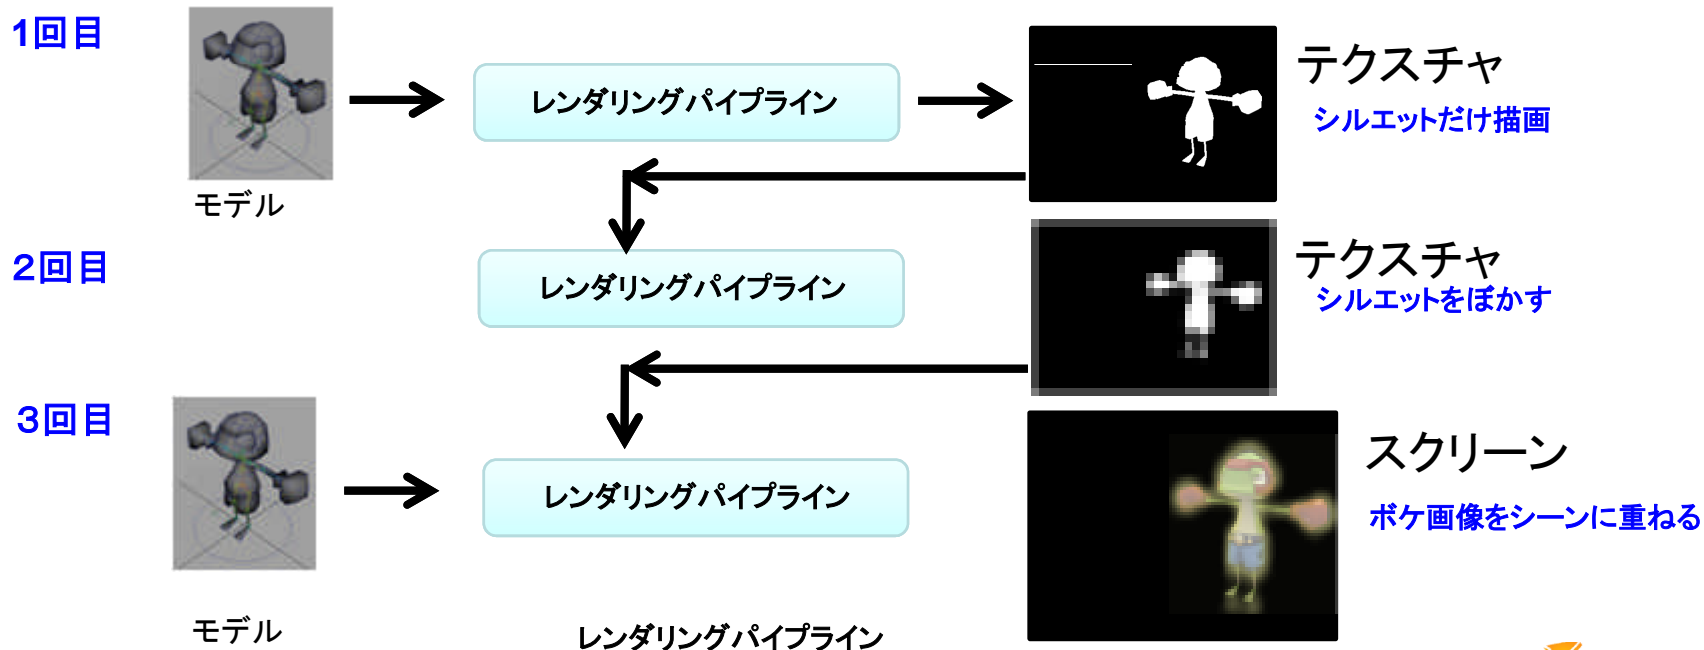 1回目
レンダリングパイプライン
テクスチャ
シルエットだけ描画
モデル
２回目
レンダリングパイプライン
テクスチャ
シルエットをぼかす
３回目
レンダリングパイプライン
スクリーン
ボケ画像をシーンに重ねる
モデル
レンダリングパイプライン